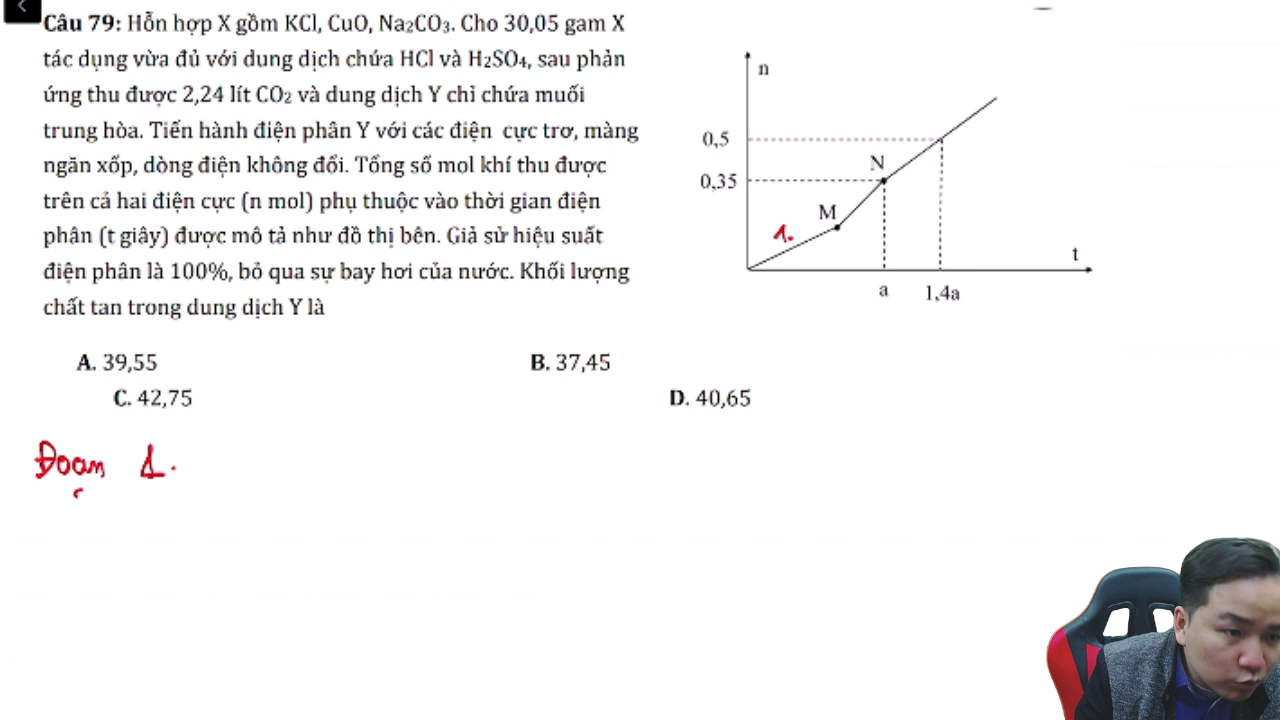 Câu 79: Hỗn hợp X gồm KCl, CuO, Na₂CO₃. Cho 30,05 gam X
tác dụng vừa đủ với dung dịch chứa HCl và H₂SO₄, sau phản
ứng thu được 2,24 lít CO₂ và dung dịch Y chỉ chứa muối
trung hòa. Tiến hành điện phân Y với các điện cực trơ, màng
ngăn xốp, dòng điện không đổi. Tổng số mol khí thu được
trên cả hai điện cực (n mol) phụ thuộc vào thời gian điện
phân (t giây) được mô tả như đồ thị bên. Giả sử hiệu suất
điện phân là 100%, bỏ qua sự bay hơi của nước. Khối lượng
chất tan trong dung dịch Y là
n
0,5
N
0,35
M
1.
t
a 1,4a
A. 39,55 B. 37,45
C. 42,75 D. 40,65
Đoạn 1.